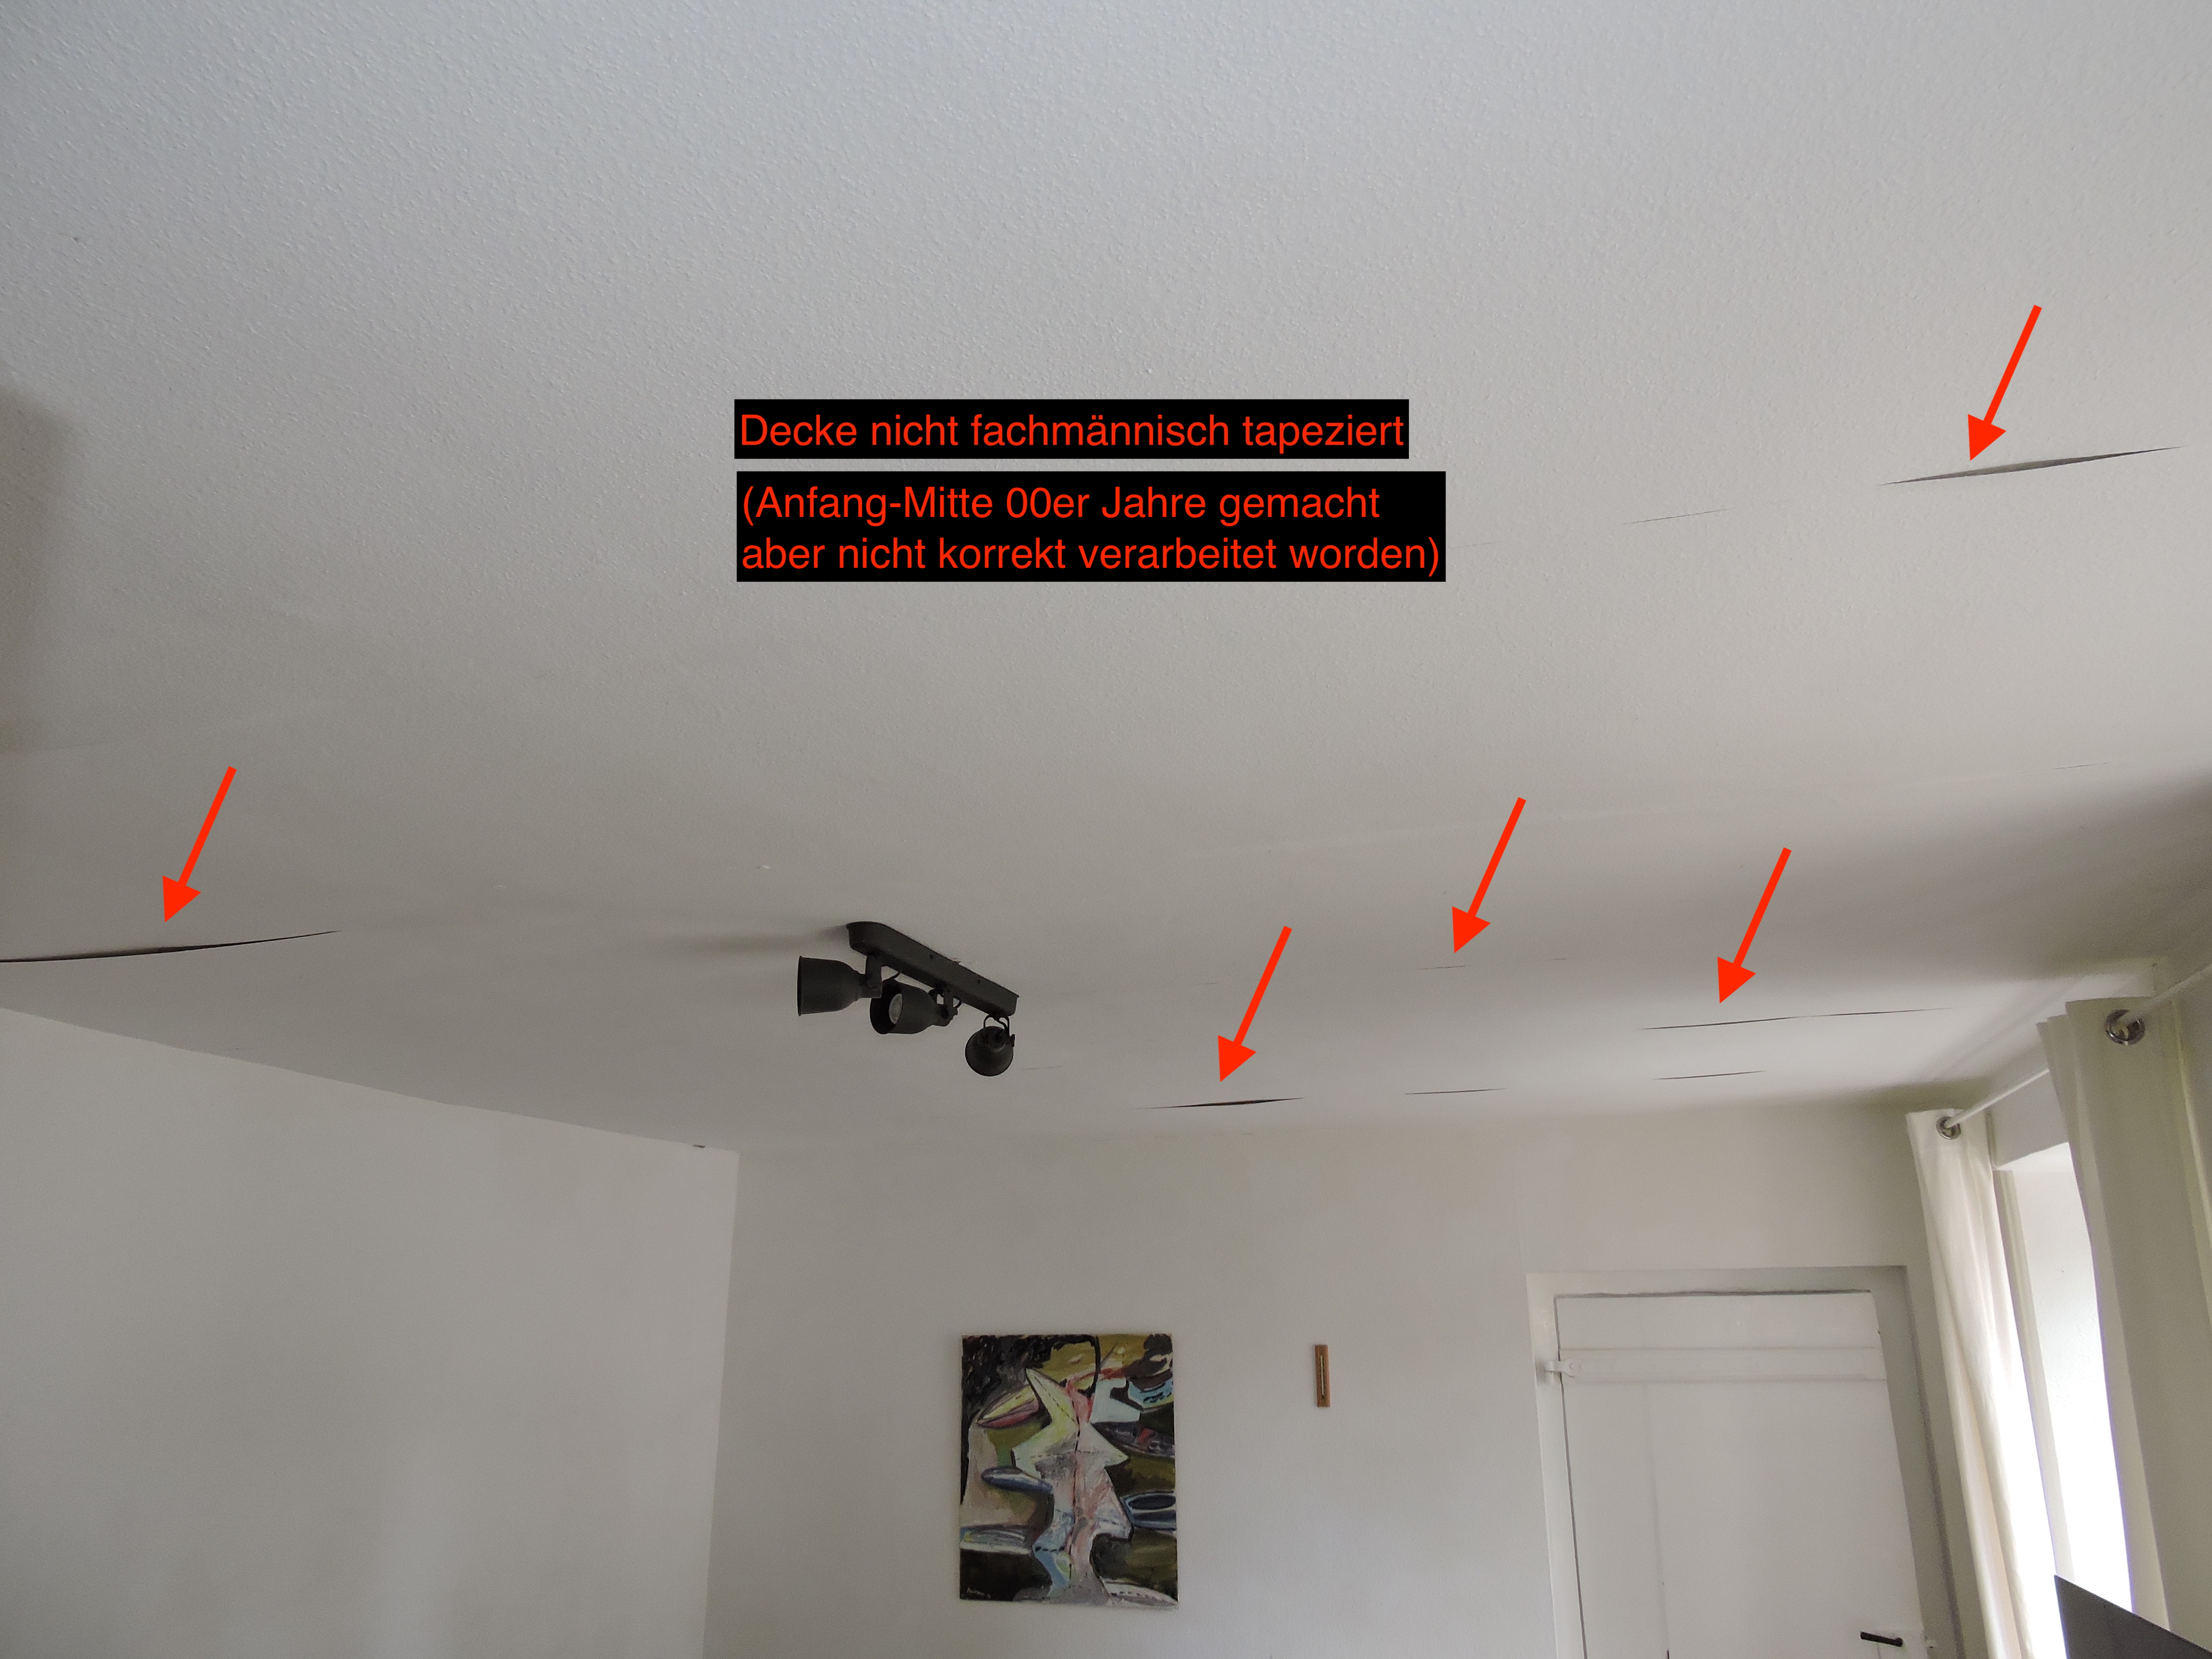 Decke nicht fachmännisch tapeziert
(Anfang-Mitte 00er Jahre gemacht
aber nicht korrekt verarbeitet worden)